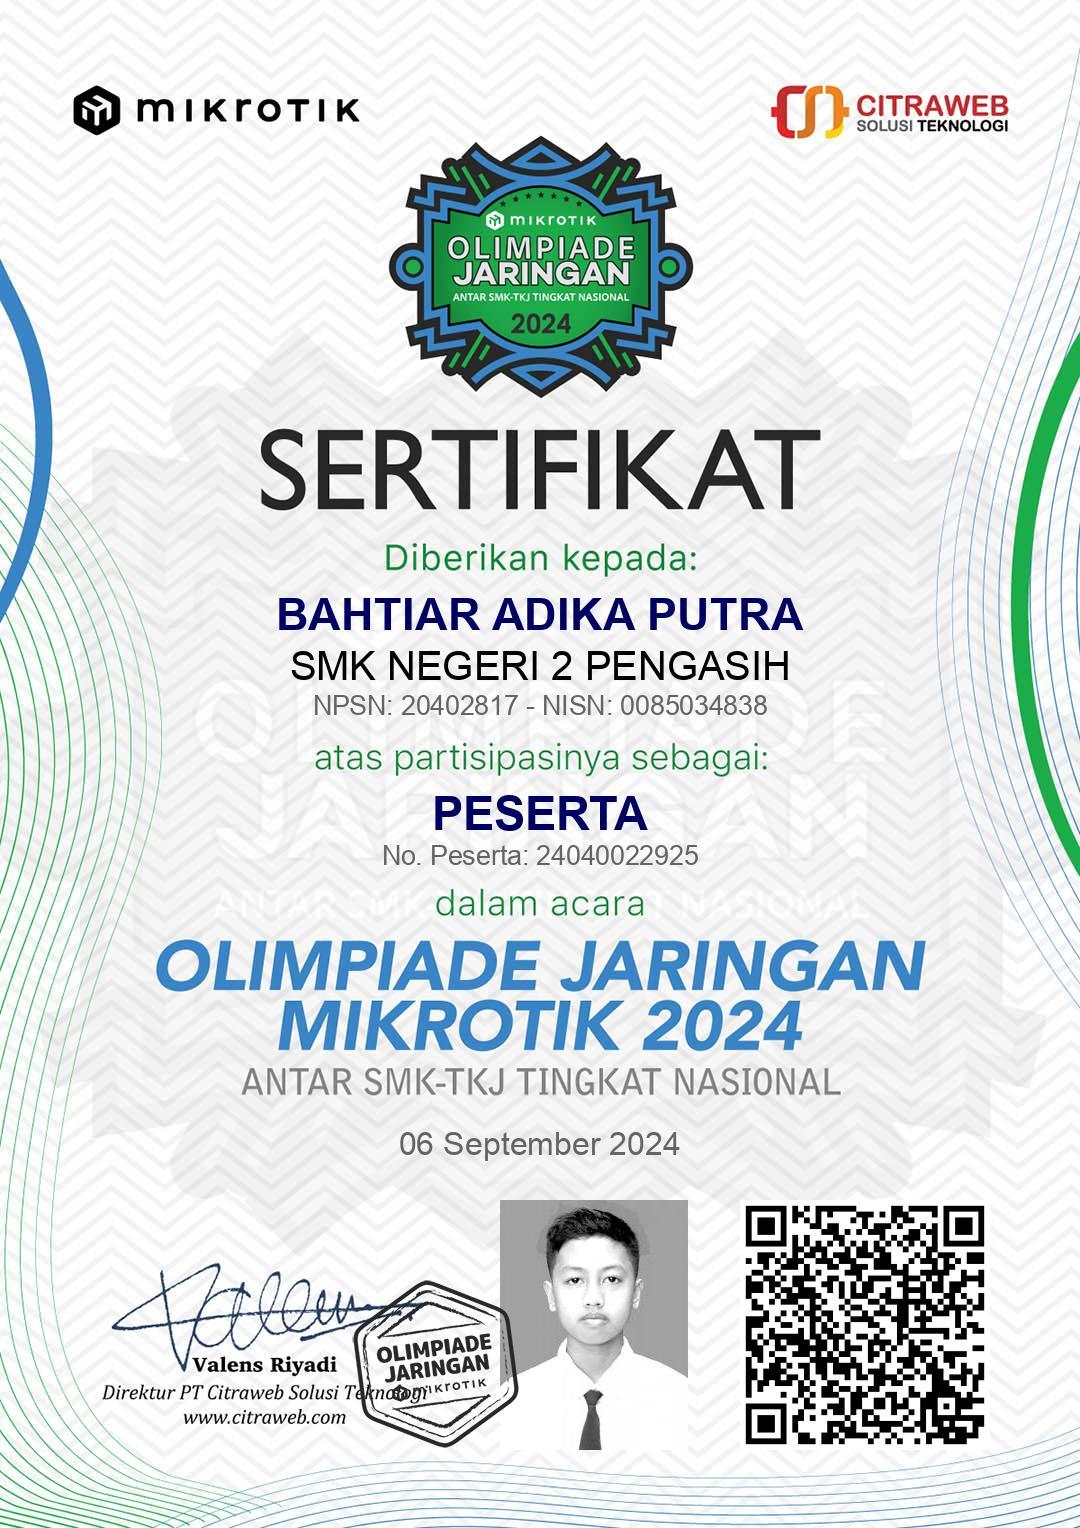 mikrotik
CITRAWEB
SOLUSI TEKNOLOGI
mikrotik
OLIMPIADE
JARINGAN
ANTAR SMK-TKJ TINGKAT NASIONAL
2024
SERTIFIKAT
Diberikan kepada:
BAHTIAR ADIKA PUTRA
SMK NEGERI 2 PENGASIH
NPSN: 20402817 - NISN: 0085034838
atas partisipasinya sebagai:
PESERTA
No. Peserta: 24040022925
dalam acara
OLIMPIADE JARINGAN
MIKROTIK 2024
ANTAR SMK-TKJ TINGKAT NASIONAL
06 September 2024
Valens Riyadi
Direktur PT Citraweb Solusi Teknologi
www.citraweb.com
OLIMPIADE
JARINGAN
mikrotik